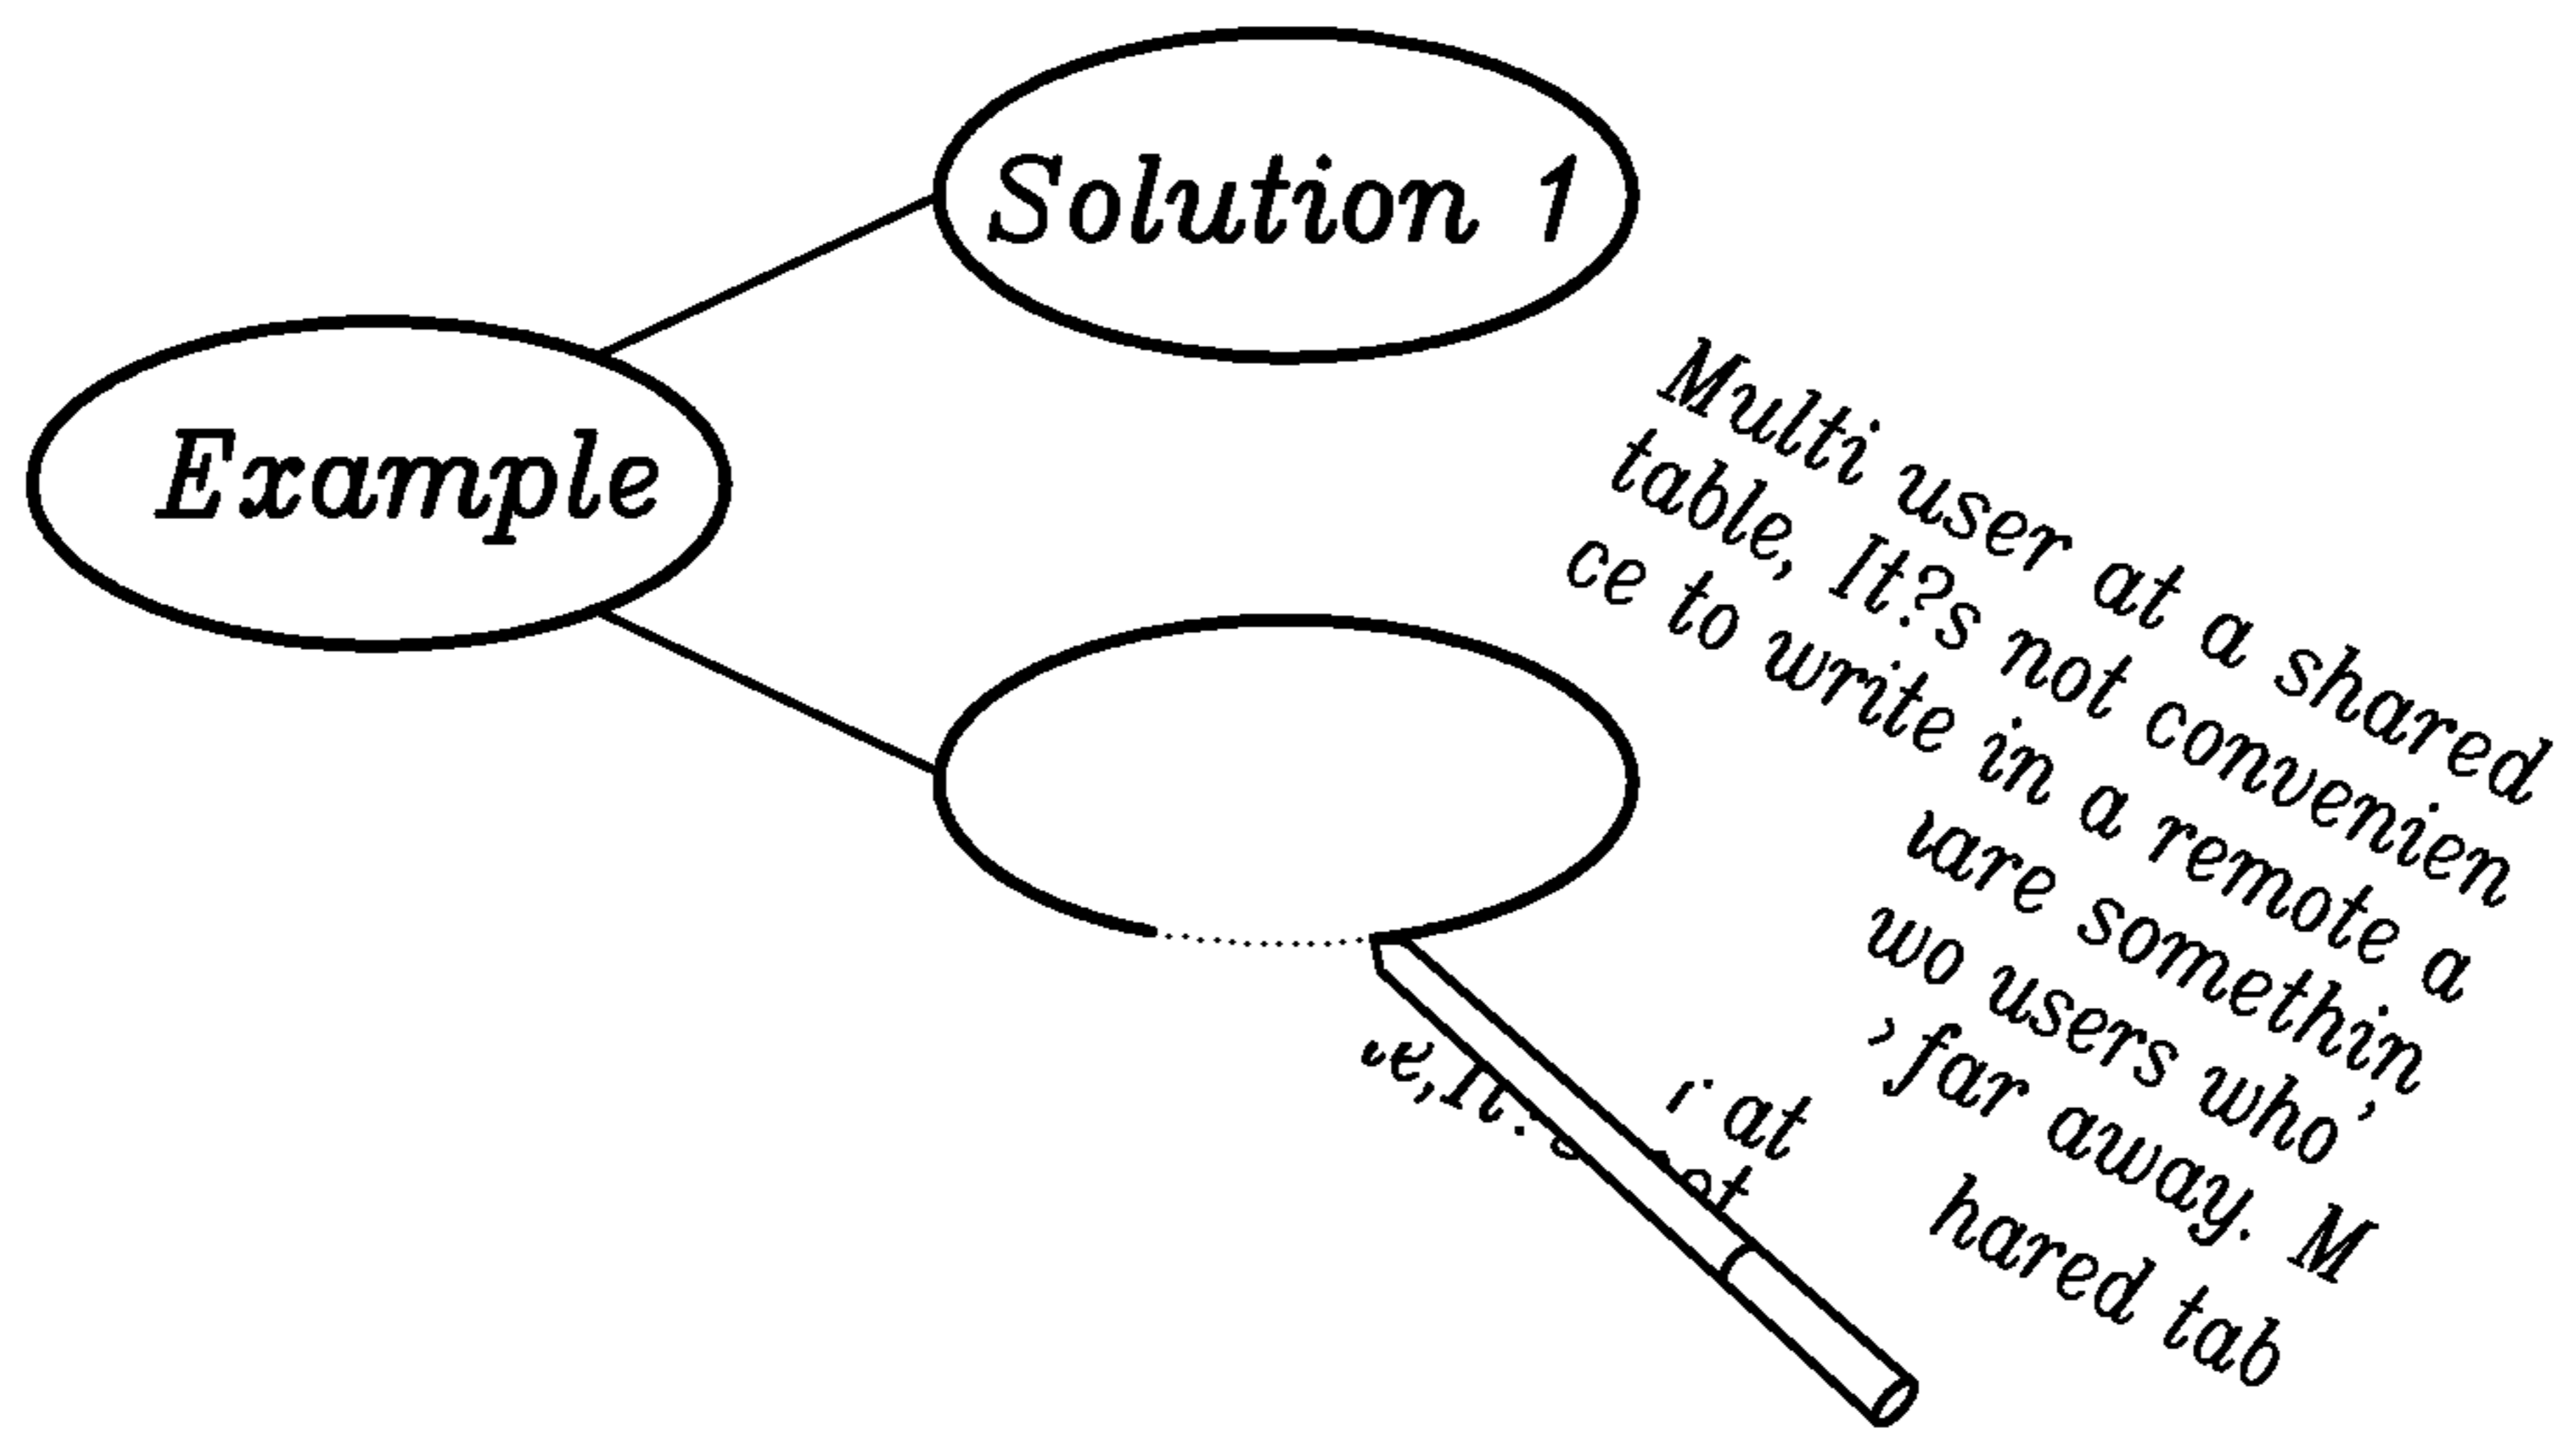 Solution 1
Example
Multi user at a shared
table, It?s not convenien
ce to write in a remote a
are somethin
wo users who,
, far away. M
at hared tab